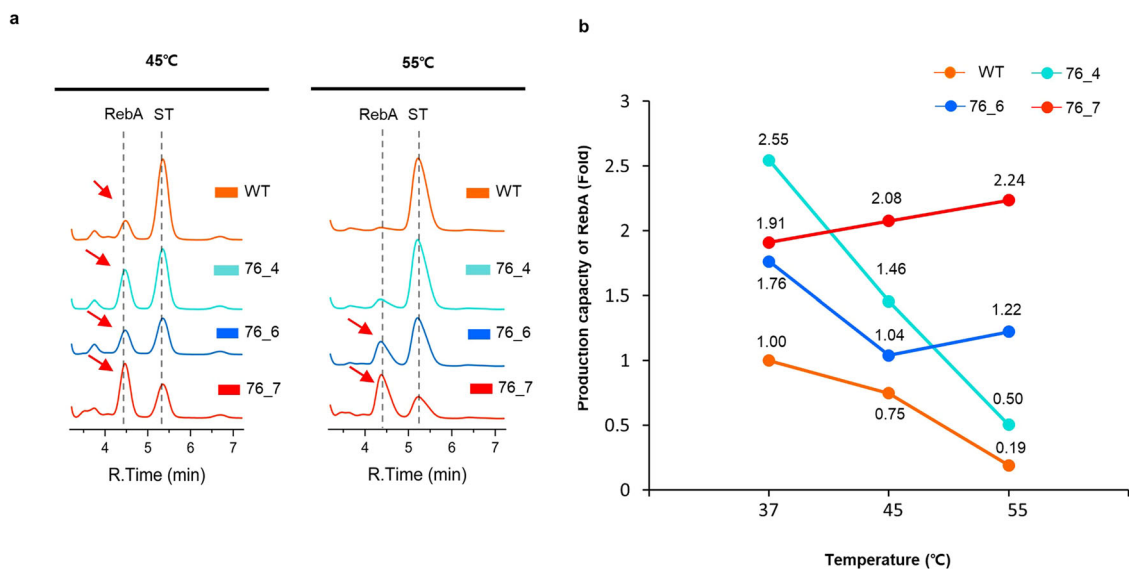 a
45℃
RebA ST
WT
76_4
76_6
76_7
4 5 6 7
R.Time (min)
55℃
RebA ST
WT
76_4
76_6
76_7
4 5 6 7
R.Time (min)
b
WT 76_4
76_6 76_7
Production capacity of RebA (Fold)
3
2.5
2
1.5
1
0.5
0
2.55
1.91
1.76
1.00
2.08
1.46
1.04
0.75
2.24
1.22
0.50
0.19
37 45 55
Temperature (℃)